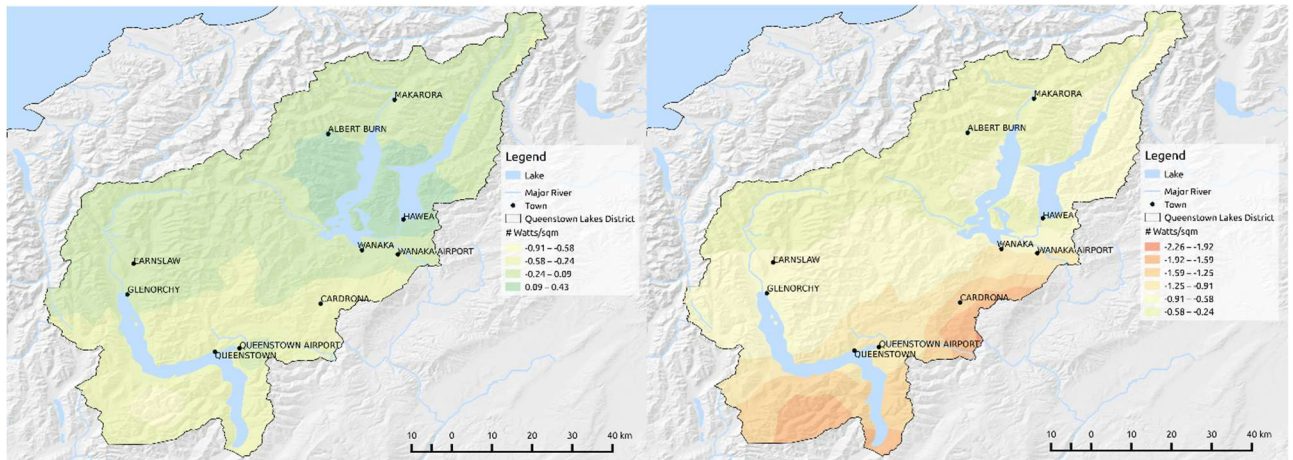 MAKARORA
ALBERT BURN
Legend
Lake
Major River
Town
Queenstown Lakes District
# Watts/sqm
-0.91 – -0.58
-0.58 – -0.24
-0.24 – 0.09
0.09 – 0.43
HAWEA
WANAKA
WANAKA AIRPORT
EARNSLAW
GLENORCHY
CARDRONA
QUEENSTOWN AIRPORT
QUEENSTOWN
10 0 10 20 30 40 km
MAKARORA
ALBERT BURN
Legend
Lake
Major River
Town
Queenstown Lakes District
# Watts/sqm
-2.26 – -1.92
-1.92 – -1.59
-1.59 – -1.25
-1.25 – -0.91
-0.91 – -0.58
-0.58 – -0.24
HAWEA
WANAKA
WANAKA AIRPORT
EARNSLAW
GLENORCHY
CARDRONA
QUEENSTOWN AIRPORT
QUEENSTOWN
10 0 10 20 30 40 km